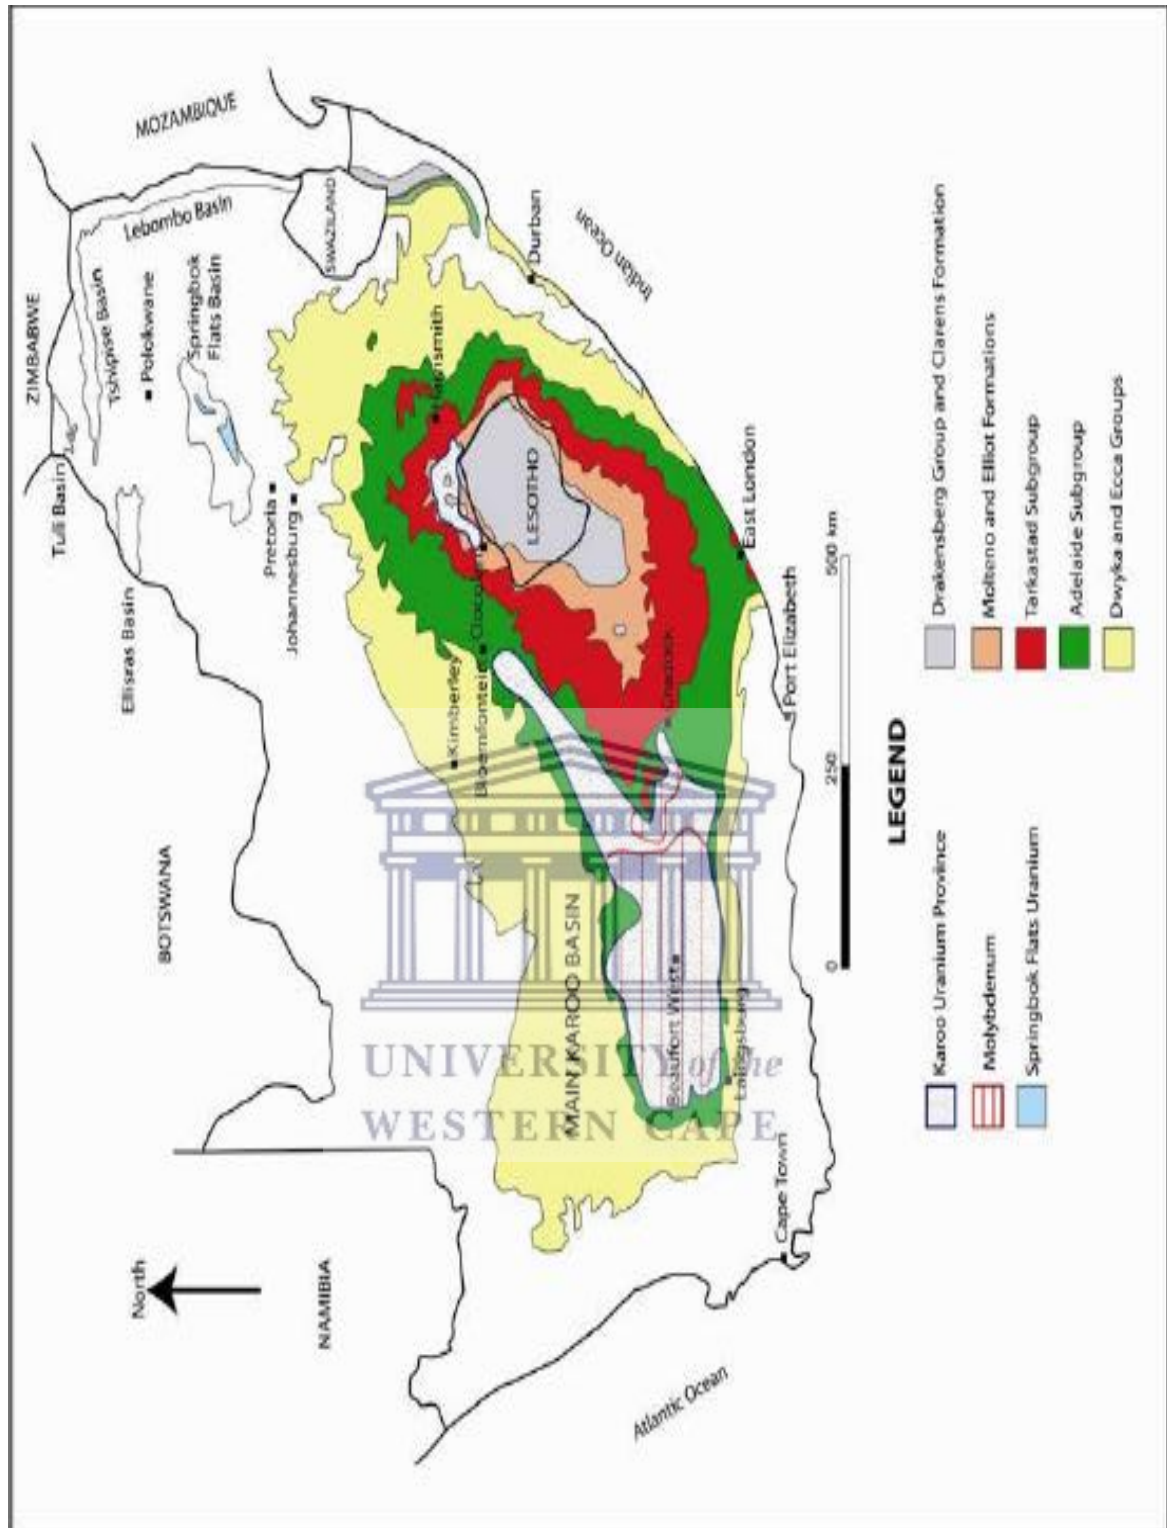 North
NAMIBIA
BOTSWANA
ZIMBABWE
MOZAMBIQUE
Tuli Basin
Tshipise Basin
Lebombo Basin
Ellisras Basin
Polokwane
Springbok
Flats Basin
Pretoria
Johannesburg
SWAZILAND
Kimberley
Bloemfontein
LESOTHO
Durban
Indian Ocean
MAIN KAROO BASIN
Beaufort West
Laingsburg
East London
Port Elizabeth
Cape Town
Atlantic Ocean
UNIVERSITY of the
WESTERN CAPE
0 250 500 km
LEGEND
Karoo Uranium Province
Molybdenum
Springbok Flats Uranium
Drakensberg Group and Clarens Formation
Molteno and Elliot Formations
Tarkastad Subgroup
Adelaide Subgroup
Dwyka and Ecca Groups